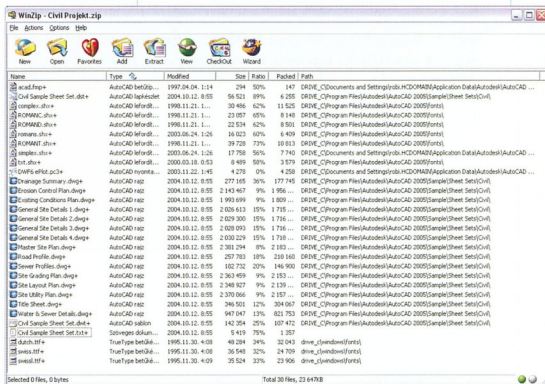 WinZip - Civil Projekt.zip
File Actions Options Help
New Open Favorites Add Extract View CheckOut Wizard
Name Type Modified Size Ratio Packed Path
acad.fmp+ AutoCAD betűtíp... 1997.04.04. 1:14 294 50% 147 DRIVE_C\Documents and Settings\robi.HCDOMAIN\Application Data\Autodesk\AutoCAD ...
Civil Sample Sheet Set.dst+ AutoCAD lapkészlet 2004.10.12. 8:55 56 521 89% 6 255 DRIVE_C\Program Files\Autodesk\AutoCAD 2005\Sample\Sheet Sets\Civil\
complex.shx+ AutoCAD lefordít... 1998.11.21. 1:... 30 486 62% 11 525 DRIVE_C\Program Files\Autodesk\AutoCAD 2005\fonts\
ROMANC.shx+ AutoCAD lefordít... 1998.11.21. 1:... 23 057 65% 8 148 DRIVE_C\Program Files\Autodesk\AutoCAD 2005\fonts\
ROMAND.shx+ AutoCAD lefordít... 1998.11.21. 1:... 22 534 62% 8 501 DRIVE_C\Program Files\Autodesk\AutoCAD 2005\fonts\
romans.shx+ AutoCAD lefordít... 2003.06.24. 1:26 16 023 60% 6 409 DRIVE_C\Program Files\Autodesk\AutoCAD 2005\fonts\
ROMANT.shx+ AutoCAD lefordít... 1998.11.21. 1:... 39 728 73% 10 813 DRIVE_C\Program Files\Autodesk\AutoCAD 2005\fonts\
simplex.shx+ AutoCAD lefordít... 2003.06.24. 1:26 17 758 56% 7 740 DRIVE_C\Documents and Settings\robi.HCDOMAIN\Application Data\Autodesk\AutoCAD ...
txt.shx+ AutoCAD lefordít... 2000.03.18. 0:53 8 489 58% 3 579 DRIVE_C\Program Files\Autodesk\AutoCAD 2005\fonts\
DWF6 ePlot.pc3+ AutoCAD nyomta... 2003.11.22. 1:45 4 278 0% 4 258 DRIVE_C\Documents and Settings\robi.HCDOMAIN\Application Data\Autodesk\AutoCAD ...
Drainage Summary.dwg+ AutoCAD rajz 2004.10.12. 8:55 277 165 36% 177 745 DRIVE_C\Program Files\Autodesk\AutoCAD 2005\Sample\Sheet Sets\Civil\
Erosion Control Plan.dwg+ AutoCAD rajz 2004.10.12. 8:55 2 143 467 9% 1 956 ... DRIVE_C\Program Files\Autodesk\AutoCAD 2005\Sample\Sheet Sets\Civil\
Existing Conditions Plan.dwg+ AutoCAD rajz 2004.10.12. 8:55 1 993 699 9% 1 809 ... DRIVE_C\Program Files\Autodesk\AutoCAD 2005\Sample\Sheet Sets\Civil\
General Site Details 1.dwg+ AutoCAD rajz 2004.10.12. 8:55 2 026 613 15% 1 715 ... DRIVE_C\Program Files\Autodesk\AutoCAD 2005\Sample\Sheet Sets\Civil\
General Site Details 2.dwg+ AutoCAD rajz 2004.10.12. 8:55 2 029 300 15% 1 716 ... DRIVE_C\Program Files\Autodesk\AutoCAD 2005\Sample\Sheet Sets\Civil\
General Site Details 3.dwg+ AutoCAD rajz 2004.10.12. 8:55 2 028 093 15% 1 716 ... DRIVE_C\Program Files\Autodesk\AutoCAD 2005\Sample\Sheet Sets\Civil\
General Site Details 4.dwg+ AutoCAD rajz 2004.10.12. 8:55 2 030 229 15% 1 718 ... DRIVE_C\Program Files\Autodesk\AutoCAD 2005\Sample\Sheet Sets\Civil\
Master Site Plan.dwg+ AutoCAD rajz 2004.10.12. 8:55 2 381 294 8% 2 183 ... DRIVE_C\Program Files\Autodesk\AutoCAD 2005\Sample\Sheet Sets\Civil\
Road Profile.dwg+ AutoCAD rajz 2004.10.12. 8:55 257 783 18% 210 160 DRIVE_C\Program Files\Autodesk\AutoCAD 2005\Sample\Sheet Sets\Civil\
Sewer Profiles.dwg+ AutoCAD rajz 2004.10.12. 8:55 182 732 20% 146 900 DRIVE_C\Program Files\Autodesk\AutoCAD 2005\Sample\Sheet Sets\Civil\
Site Grading Plan.dwg+ AutoCAD rajz 2004.10.12. 8:55 2 363 459 9% 2 153 ... DRIVE_C\Program Files\Autodesk\AutoCAD 2005\Sample\Sheet Sets\Civil\
Site Layout Plan.dwg+ AutoCAD rajz 2004.10.12. 8:55 2 348 927 9% 2 139 ... DRIVE_C\Program Files\Autodesk\AutoCAD 2005\Sample\Sheet Sets\Civil\
Site Utility Plan.dwg+ AutoCAD rajz 2004.10.12. 8:55 2 370 066 9% 2 157 ... DRIVE_C\Program Files\Autodesk\AutoCAD 2005\Sample\Sheet Sets\Civil\
Title Sheet.dwg+ AutoCAD rajz 2004.10.12. 8:55 346 501 12% 304 067 DRIVE_C\Program Files\Autodesk\AutoCAD 2005\Sample\Sheet Sets\Civil\
Water & Sewer Details.dwg+ AutoCAD rajz 2004.10.12. 8:55 947 047 13% 821 753 DRIVE_C\Program Files\Autodesk\AutoCAD 2005\Sample\Sheet Sets\Civil\
Civil Sample Sheet Set.dwt+ AutoCAD sablon 2004.10.12. 8:55 142 354 25% 107 472 DRIVE_C\Program Files\Autodesk\AutoCAD 2005\Sample\Sheet Sets\Civil\
Civil Sample Sheet Set.txt+ Szöveges dokum... 2004.10.12. 8:55 5 419 75% 1 357
dutch.ttf+ TrueType betűké... 1995.11.30. 4:08 48 284 34% 32 043 drive_c\windows\fonts\
swiss.ttf+ TrueType betűké... 1995.11.30. 4:08 36 548 32% 24 709 drive_c\windows\fonts\
swissl.ttf+ TrueType betűké... 1995.11.30. 4:09 35 524 33% 23 906 drive_c\windows\fonts\
Selected 0 files, 0 bytes Total 30 files, 23 647KB